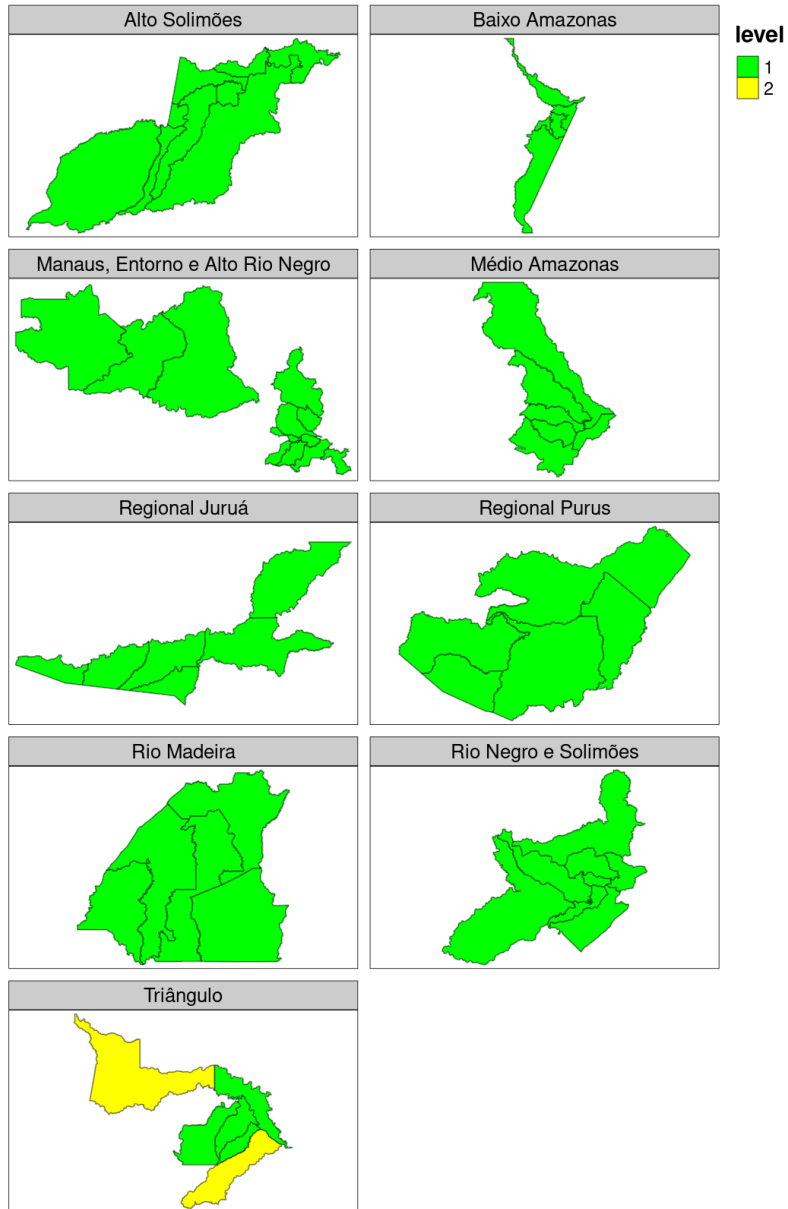 Alto Solimões
Baixo Amazonas
level
1
2
Manaus, Entorno e Alto Rio Negro
Médio Amazonas
Regional Juruá
Regional Purus
Rio Madeira
Rio Negro e Solimões
Triângulo